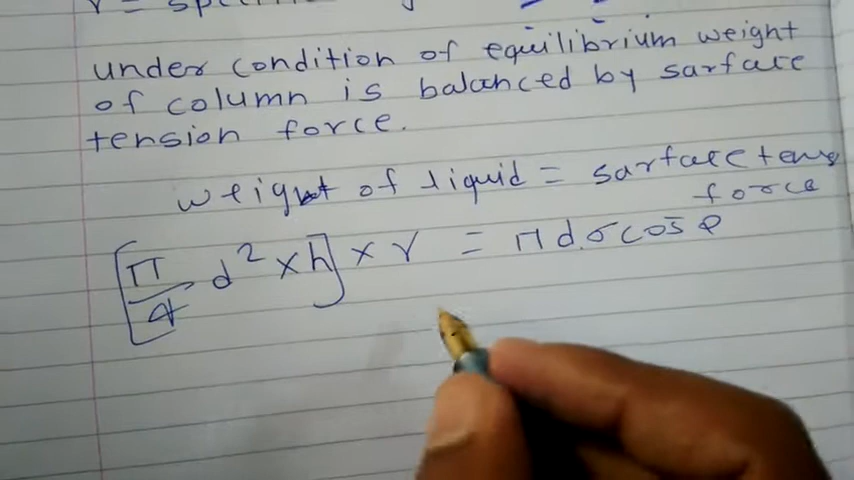 under condition of equilibrium weight
of column is balanced by sarface
tension force.
weight of liquid = sarface tens
force
[π/4 d² × h] × γ = π d.σ cos θ